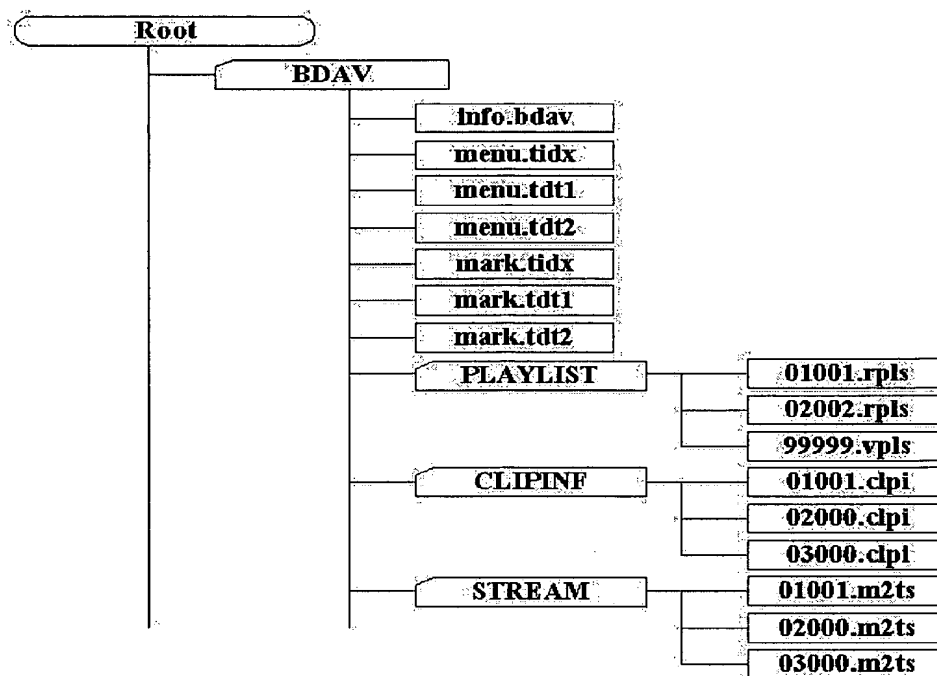 Root
BDAV
info.bdav
menu.tidx
menu.tdt1
menu.tdt2
mark.tidx
mark.tdt1
mark.tdt2
PLAYLIST
01001.rpls
02002.rpls
99999.vpls
CLIPINF
01001.clpi
02000.clpi
03000.clpi
STREAM
01001.m2ts
02000.m2ts
03000.m2ts